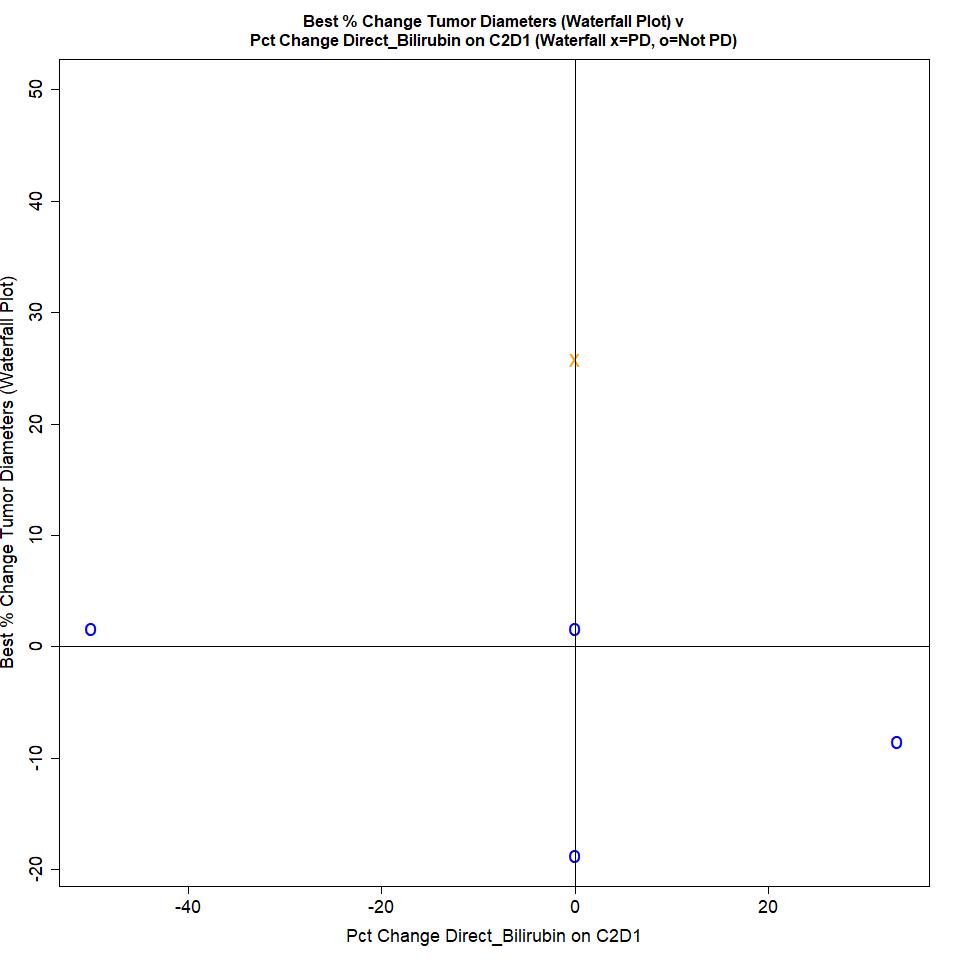 Best % Change Tumor Diameters (Waterfall Plot) v
Pct Change Direct_Bilirubin on C2D1 (Waterfall x=PD, o=Not PD)
Best % Change Tumor Diameters (Waterfall Plot)
50
40
30
20
10
0
-10
-20
X
O
O
O
O
-40
-20
0
20
Pct Change Direct_Bilirubin on C2D1